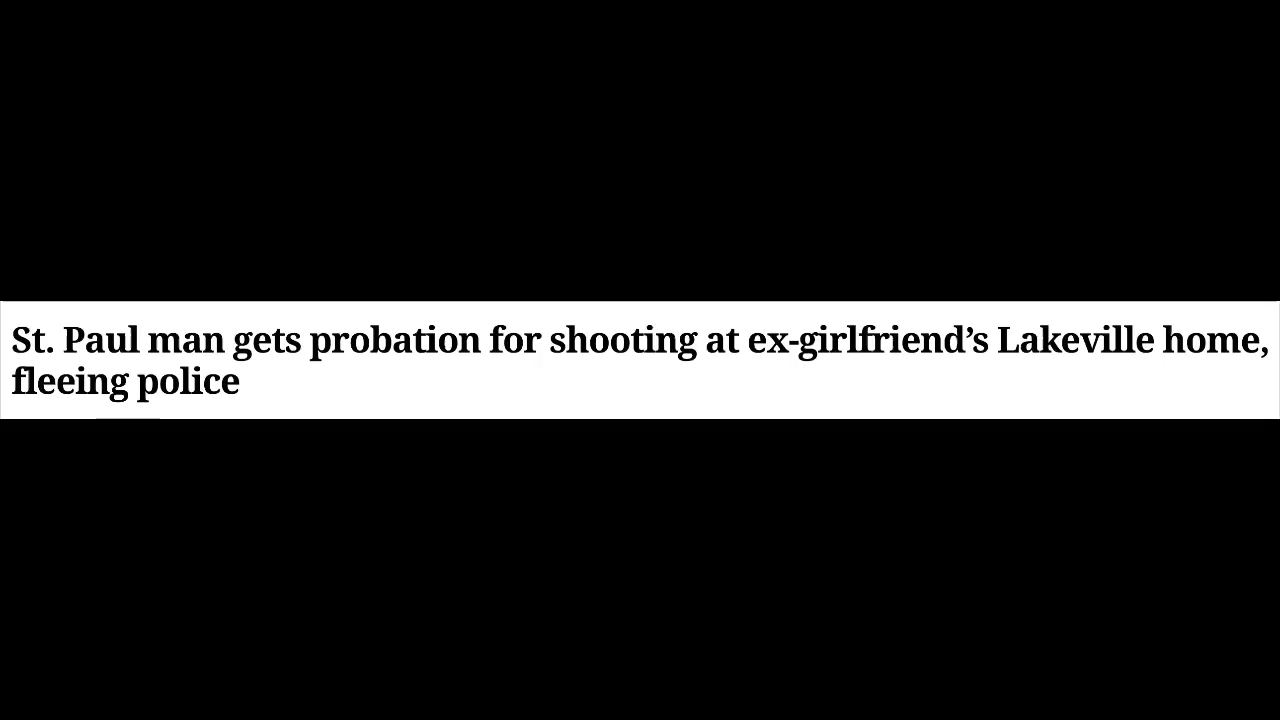 St. Paul man gets probation for shooting at ex-girlfriend’s Lakeville home,
fleeing police